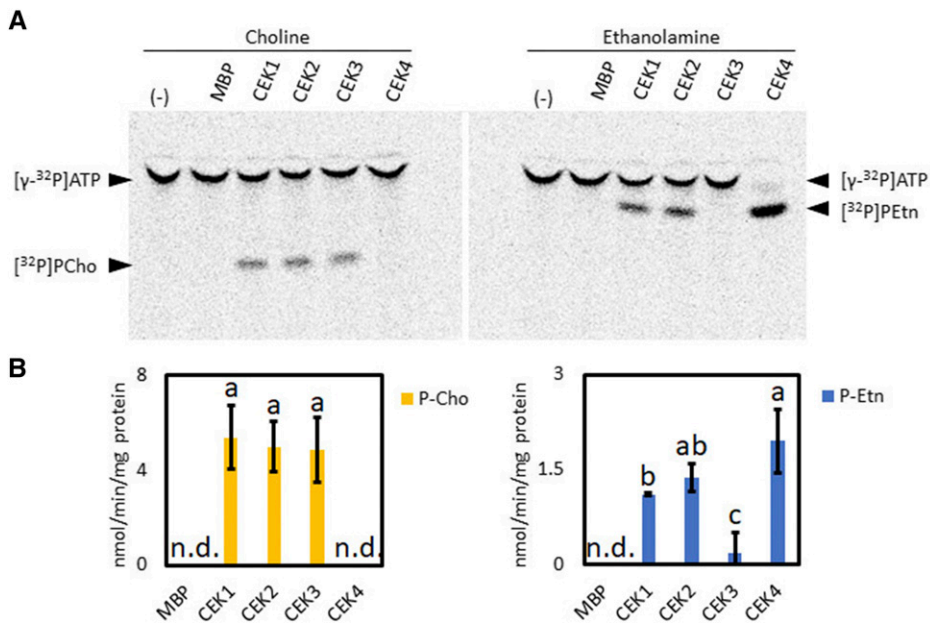 A
Choline
Ethanolamine
(-) MBP CEK1 CEK2 CEK3 CEK4
(-) MBP CEK1 CEK2 CEK3 CEK4
[γ-³²P]ATP
[γ-³²P]ATP
[³²P]PEtn
[³²P]PCho
B
nmol/min/mg protein
8
4
0
n.d. a a a n.d.
P-Cho
MBP CEK1 CEK2 CEK3 CEK4
nmol/min/mg protein
3
1.5
0
n.d. b ab c a
P-Etn
MBP CEK1 CEK2 CEK3 CEK4